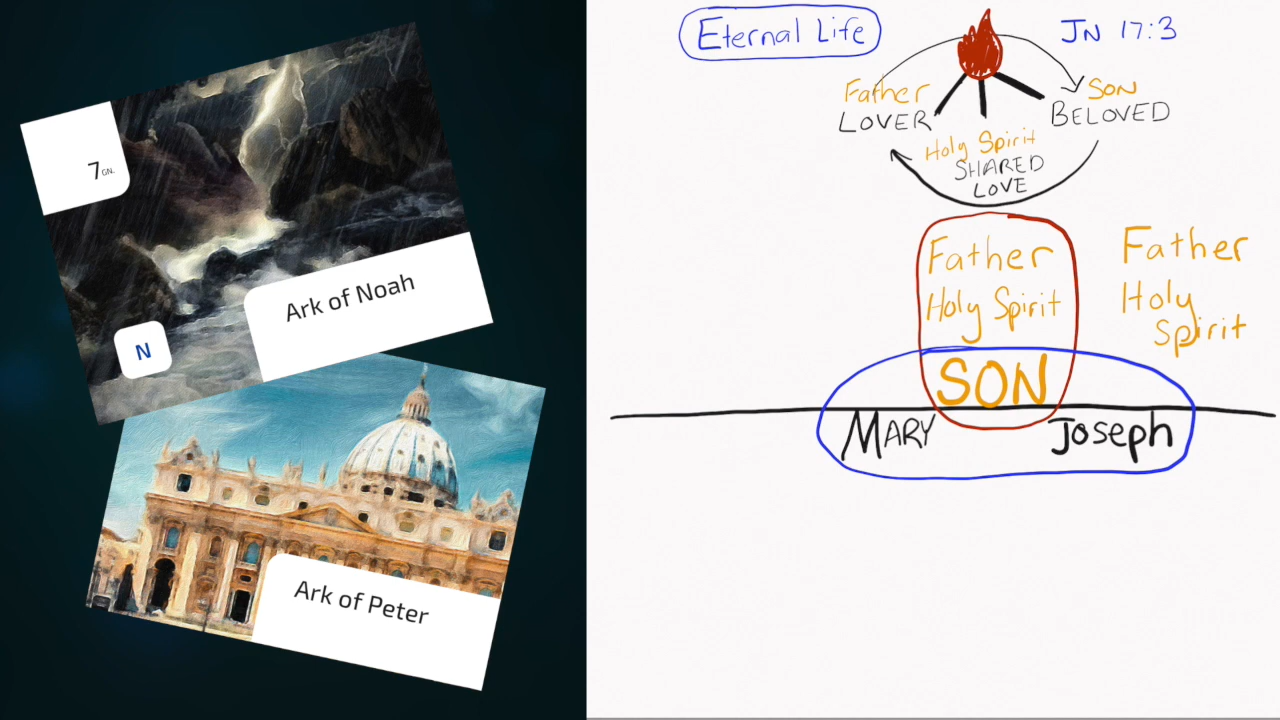 7 GN.
Ark of Noah
N
Ark of Peter
Eternal Life
JN 17:3
Father
LOVER
SON
BELOVED
Holy Spirit
SHARED
LOVE
Father
Holy Spirit
SON
Father
Holy
Spirit
MARY
Joseph